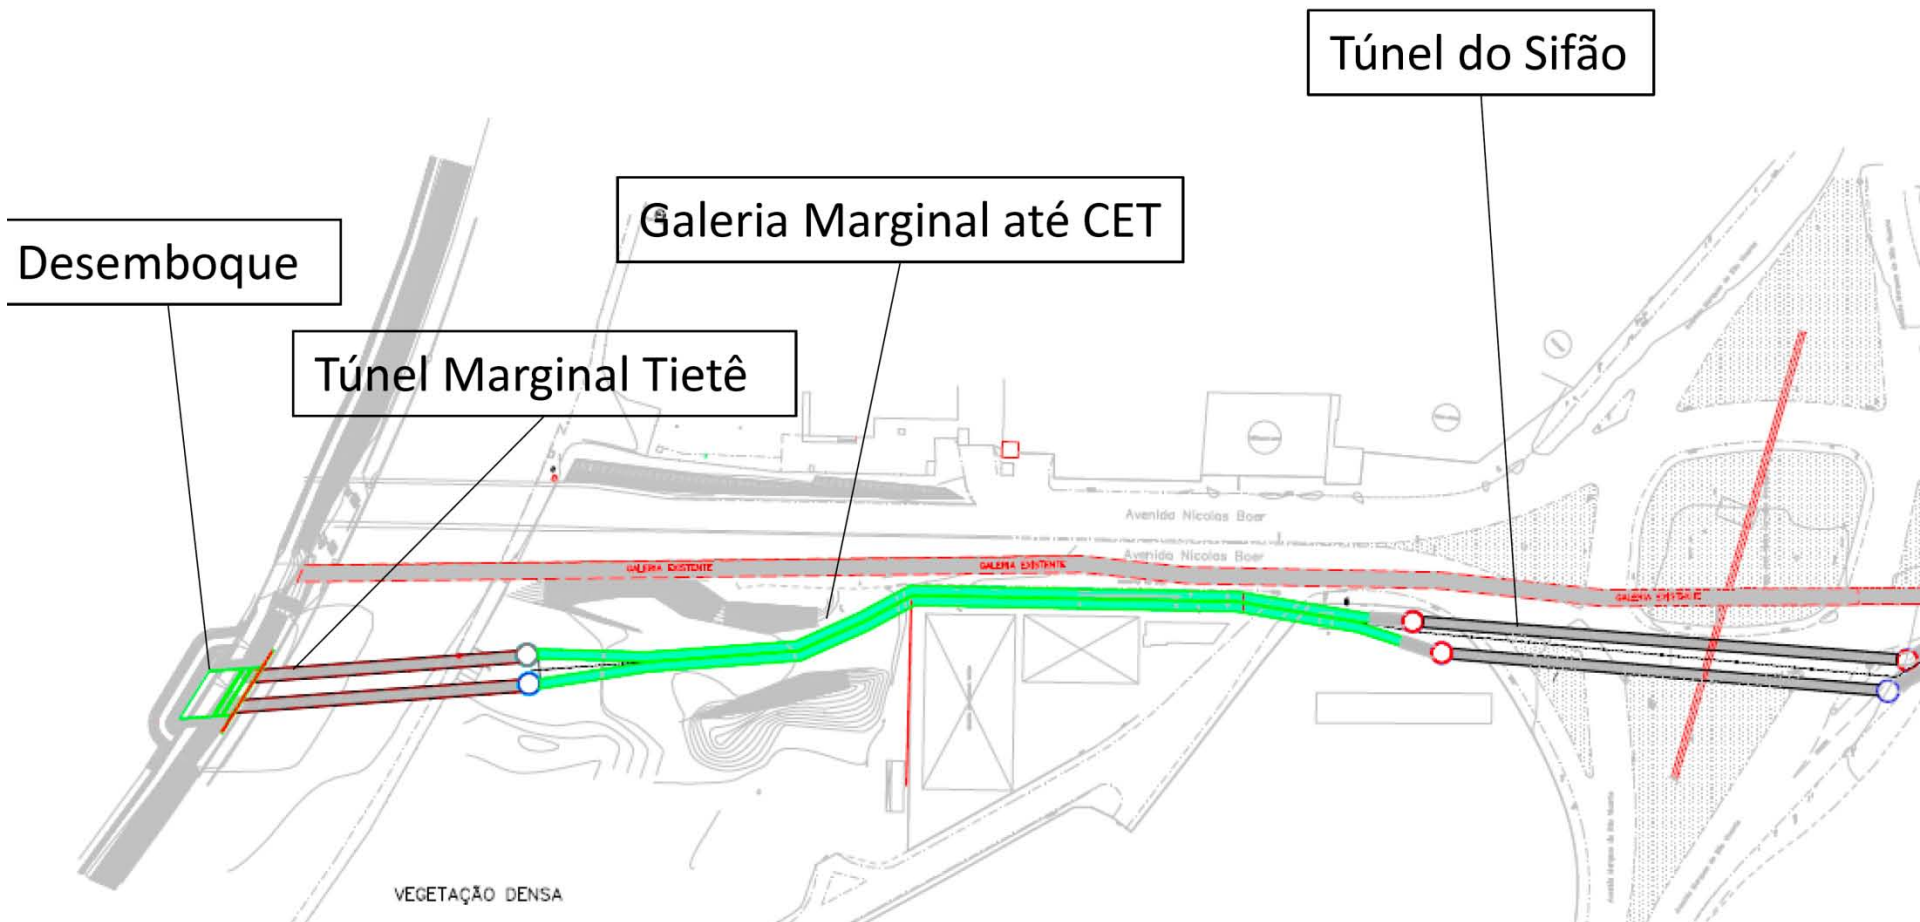 Túnel do Sifão
Galeria Marginal até CET
Desemboque
Túnel Marginal Tietê
Avenida Nicolas Boer
Avenida Nicolas Boer
GALERIA EXISTENTE
GALERIA EXISTENTE
GALERIA EXISTENTE
VEGETAÇÃO DENSA